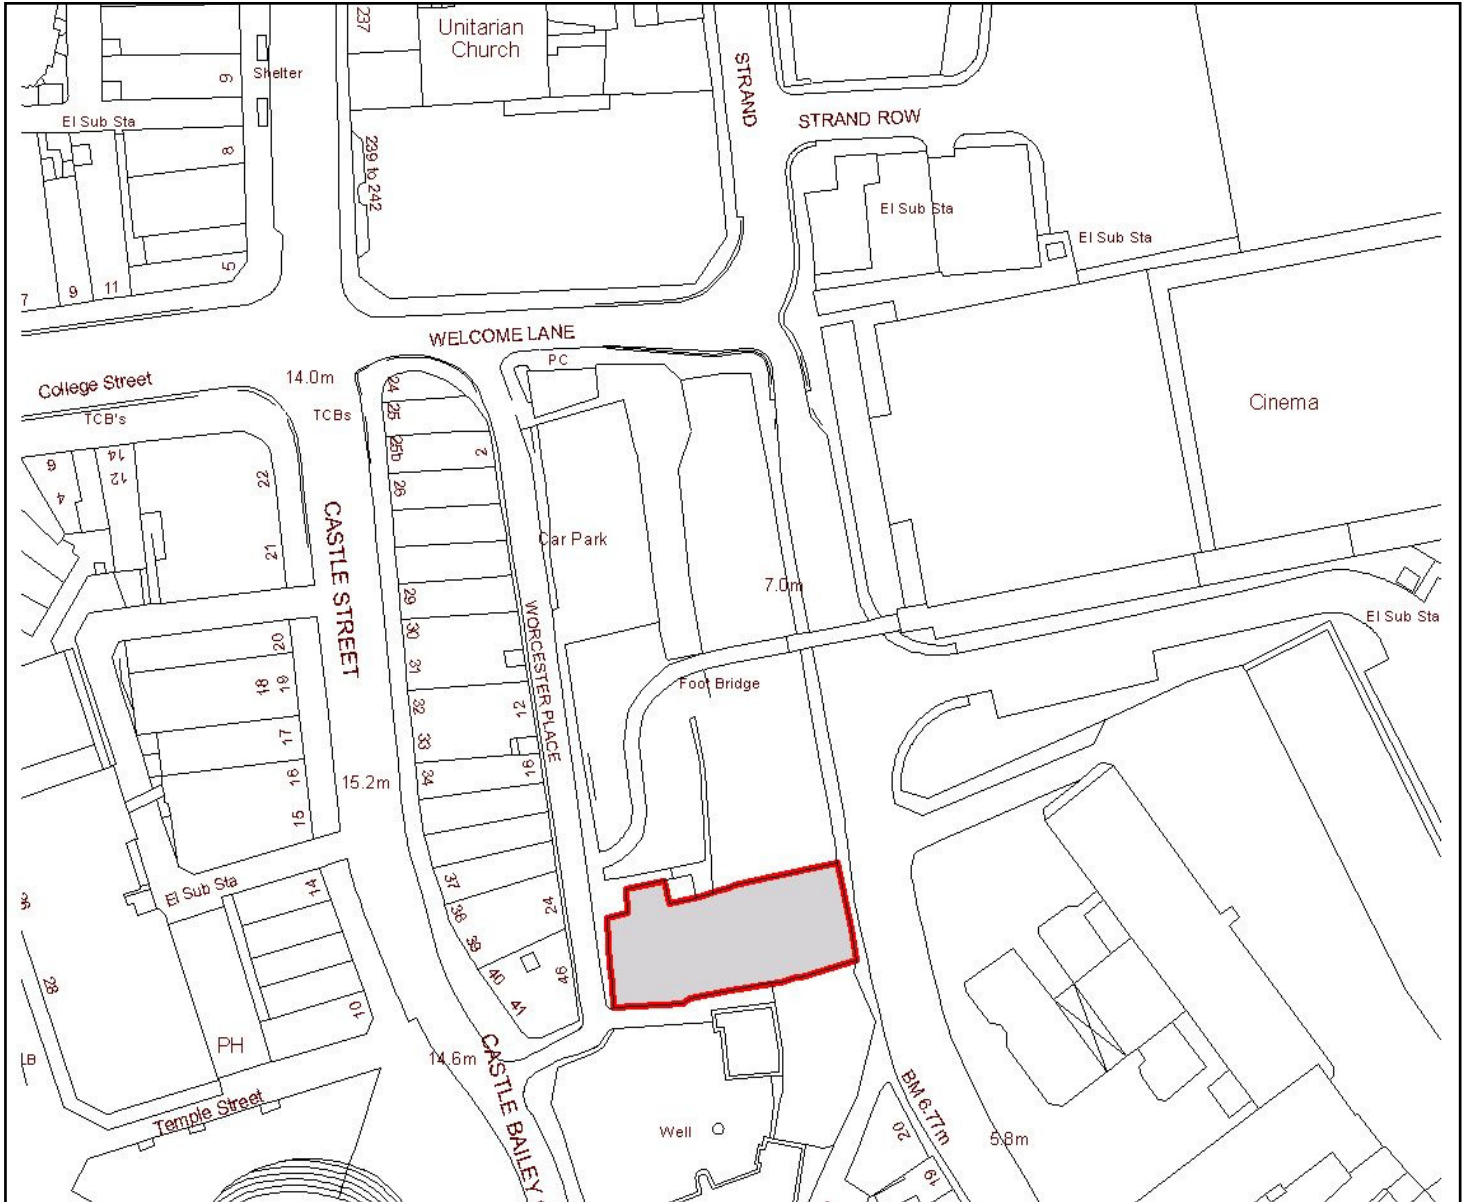 237
Unitarian
Church
STRAND
9
Shelter
El Sub Sta
STRAND ROW
8
239 to 242
El Sub Sta
El Sub Sta
5
7
9
11
WELCOME LANE
PC
College Street
14.0m
24
TCB's
TCBs
25
Cinema
25b
2
6
14
4
12
22
26
CASTLE STREET
21
Car Park
7.0m
29
WORCESTER PLACE
El Sub Sta
20
30
31
18
19
Foot Bridge
32
12
17
33
16
15.2m
34
16
15
El Sub Sta
14
37
38
24
39
28
40
46
41
10
PH
LB
14.6m
CASTLE BAILEY
Temple Street
BM 6.77m
Well
20
5.8m
19